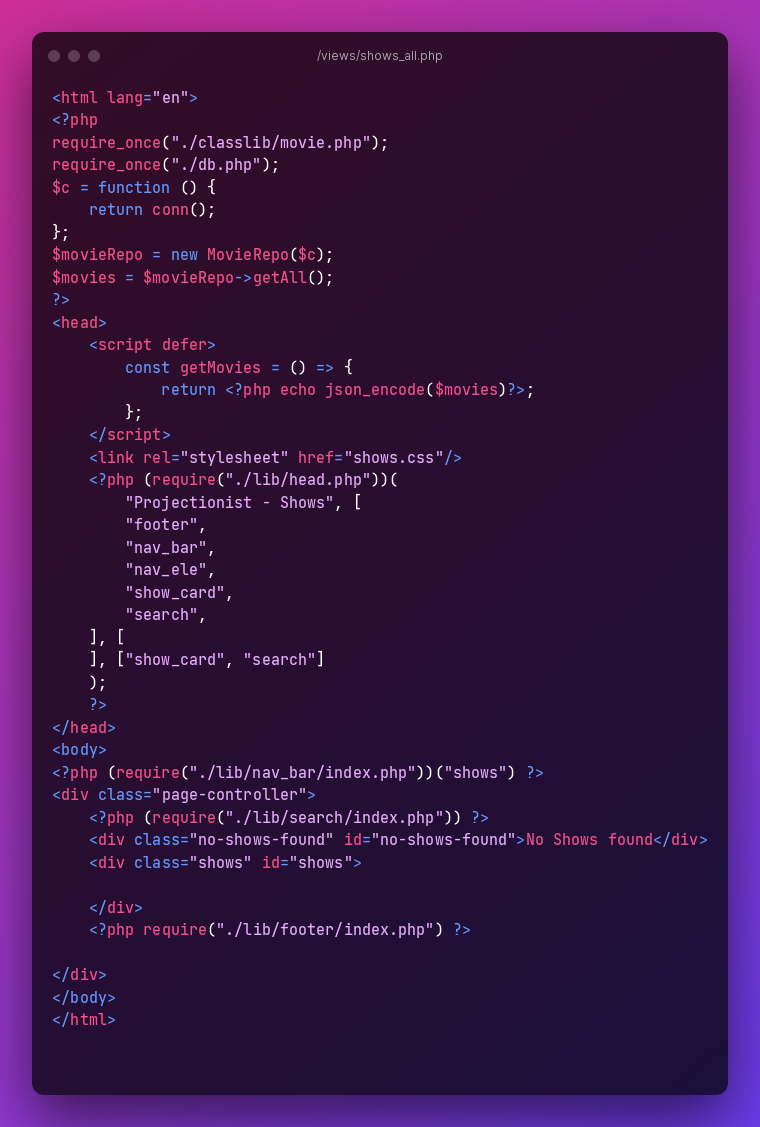 /views/shows_all.php
<html lang="en">
<?php
require_once("./classlib/movie.php");
require_once("./db.php");
$c = function () {
    return conn();
};
$movieRepo = new MovieRepo($c);
$movies = $movieRepo->getAll();
?>
<head>
    <script defer>
        const getMovies = () => {
            return <?php echo json_encode($movies)?>;
        };
    </script>
    <link rel="stylesheet" href="shows.css"/>
    <?php (require("./lib/head.php"))(
        "Projectionist - Shows", [
        "footer",
        "nav_bar",
        "nav_ele",
        "show_card",
        "search",
    ], [
    ], ["show_card", "search"]
    );
    ?>
</head>
<body>
<?php (require("./lib/nav_bar/index.php"))("shows") ?>
<div class="page-controller">
    <?php (require("./lib/search/index.php")) ?>
    <div class="no-shows-found" id="no-shows-found">No Shows found</div>
    <div class="shows" id="shows">
    </div>
    <?php require("./lib/footer/index.php") ?>
</div>
</body>
</html>